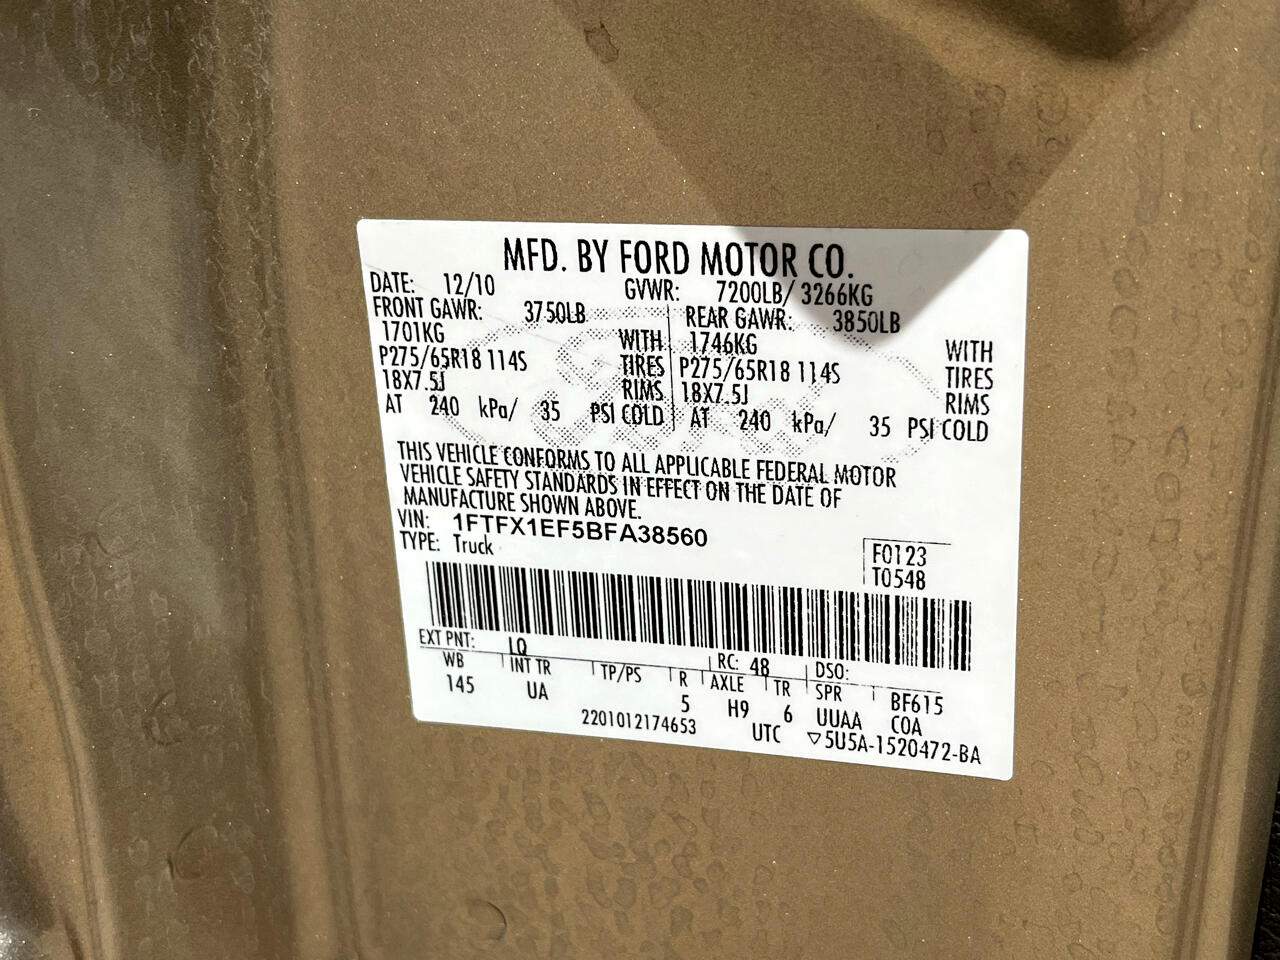 MFD. BY FORD MOTOR CO.
DATE: 12/10 GVWR: 7200LB/ 3266KG
FRONT GAWR: 3750LB REAR GAWR: 3850LB
1701KG WITH 1746KG WITH
P275/65R18 114S TIRES P275/65R18 114S TIRES
18X7.5J RIMS 18X7.5J RIMS
AT 240 kPa/ 35 PSI COLD AT 240 kPa/ 35 PSI COLD
THIS VEHICLE CONFORMS TO ALL APPLICABLE FEDERAL MOTOR
VEHICLE SAFETY STANDARDS IN EFFECT ON THE DATE OF
MANUFACTURE SHOWN ABOVE.
VIN: 1FTFX1EF5BFA38560
TYPE: Truck
F0123
T0548
EXT PNT: LQ RC: 48 DSO:
WB INT TR TP/PS R AXLE TR SPR BF615
145 UA 5 H9 6 UUAA COA
2201012174653 UTC ▽5U5A-1520472-BA